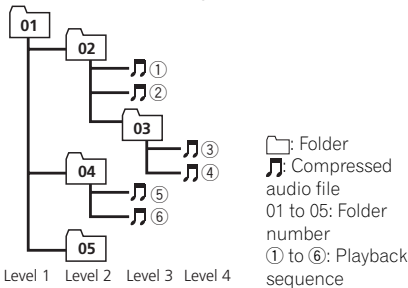 01
02
①
②
03
③
④
04
⑤
⑥
05
Level 1 Level 2 Level 3 Level 4
: Folder
: Compressed
audio file
01 to 05: Folder
number
① to ⑥: Playback
sequence